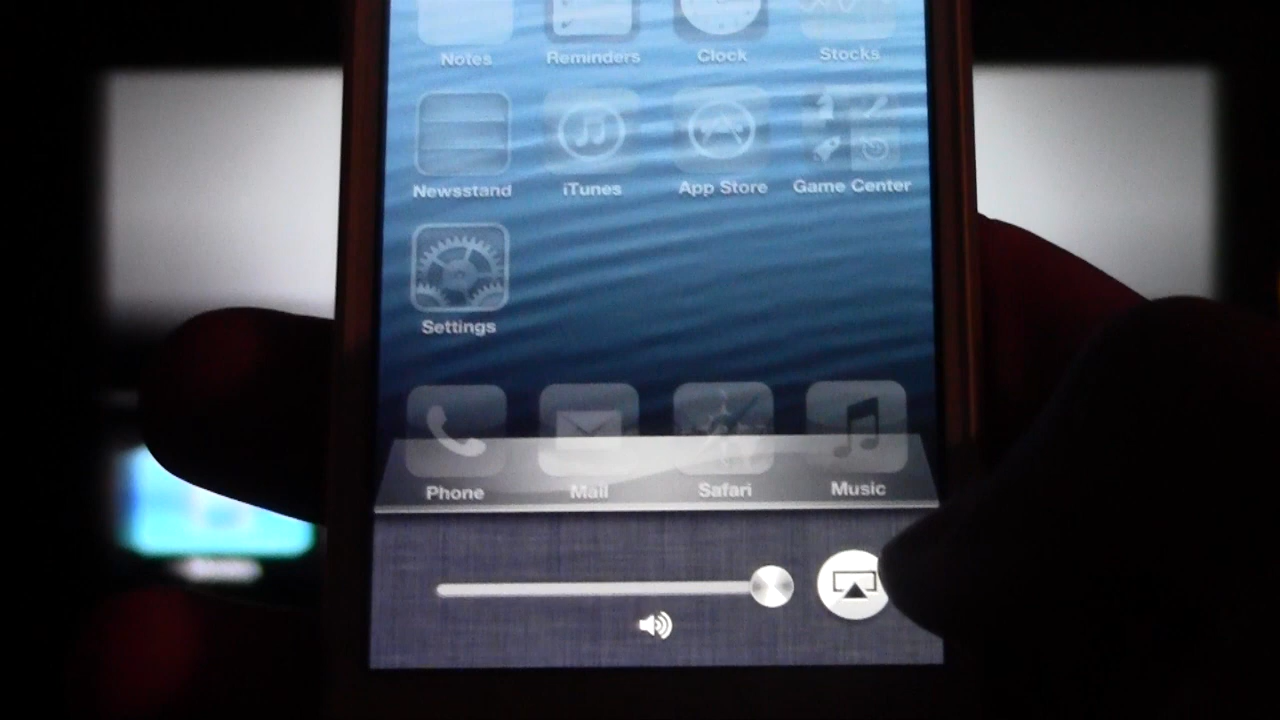 Notes Reminders Clock Stocks
Newsstand iTunes App Store Game Center
Settings
Phone Mail Safari Music